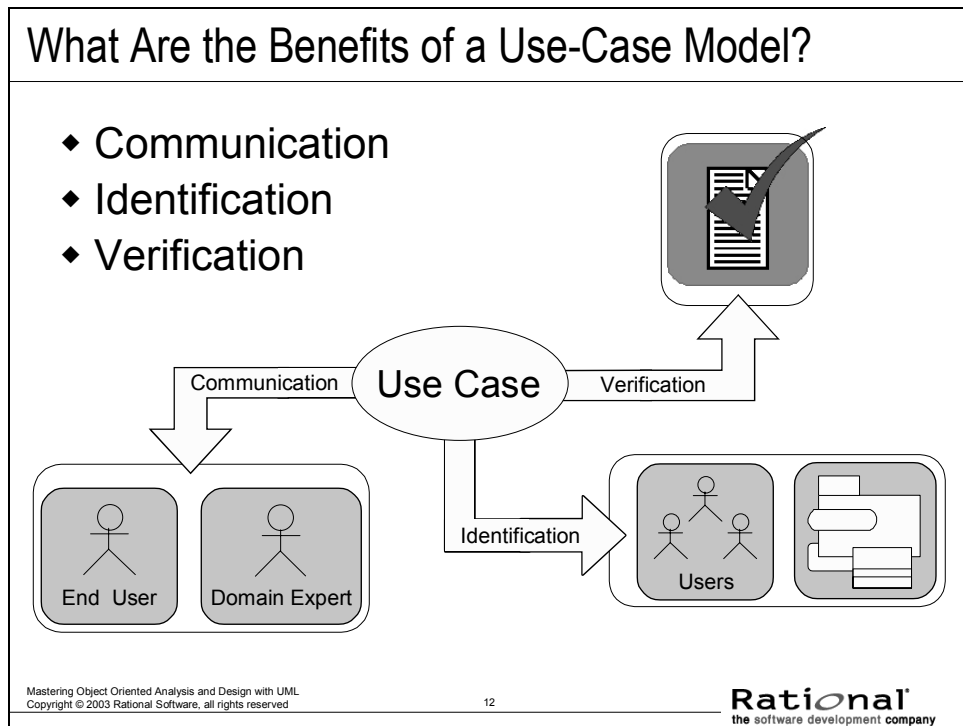 What Are the Benefits of a Use-Case Model?
◆ Communication
◆ Identification
◆ Verification
Communication
Use Case
Verification
Identification
End User
Domain Expert
Users
Mastering Object Oriented Analysis and Design with UML
Copyright © 2003 Rational Software, all rights reserved
12
Rational
the software development company